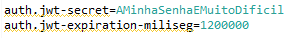 auth.jwt-secret=AMinhaSenhaEMuitoDificil
auth.jwt-expiration-miliseg=1200000